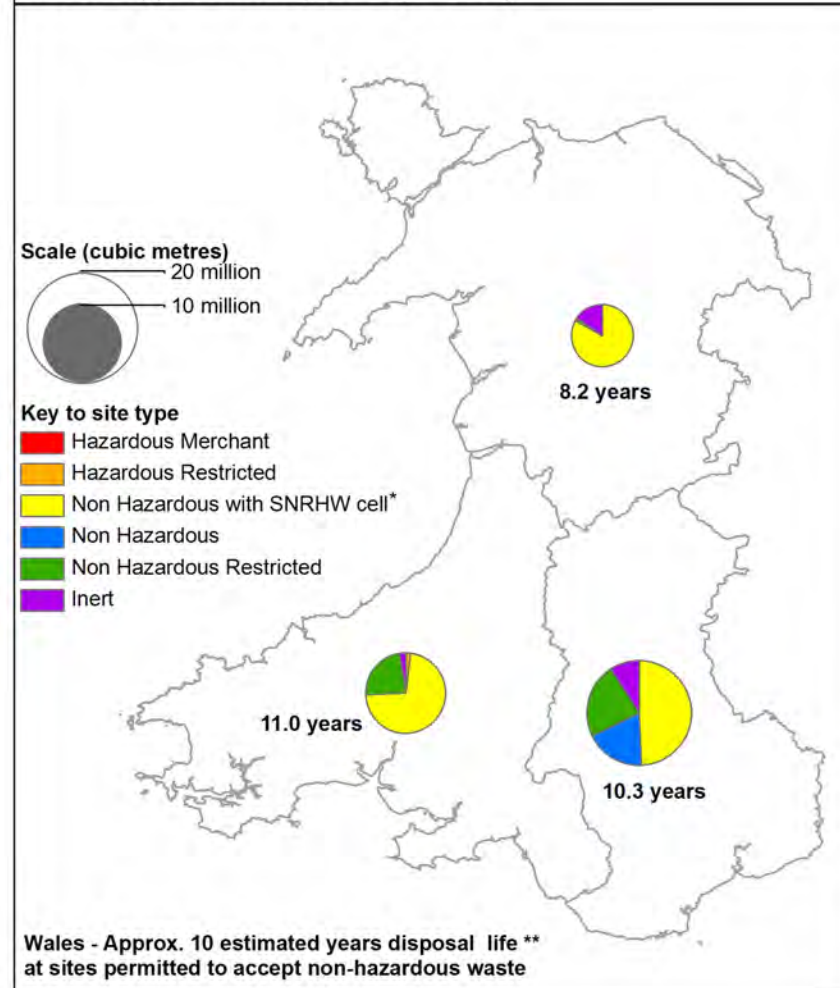 Scale (cubic metres)
20 million
10 million
8.2 years
Key to site type
Hazardous Merchant
Hazardous Restricted
Non Hazardous with SNRHW cell*
Non Hazardous
Non Hazardous Restricted
Inert
11.0 years
10.3 years
Wales - Approx. 10 estimated years disposal life **
at sites permitted to accept non-hazardous waste